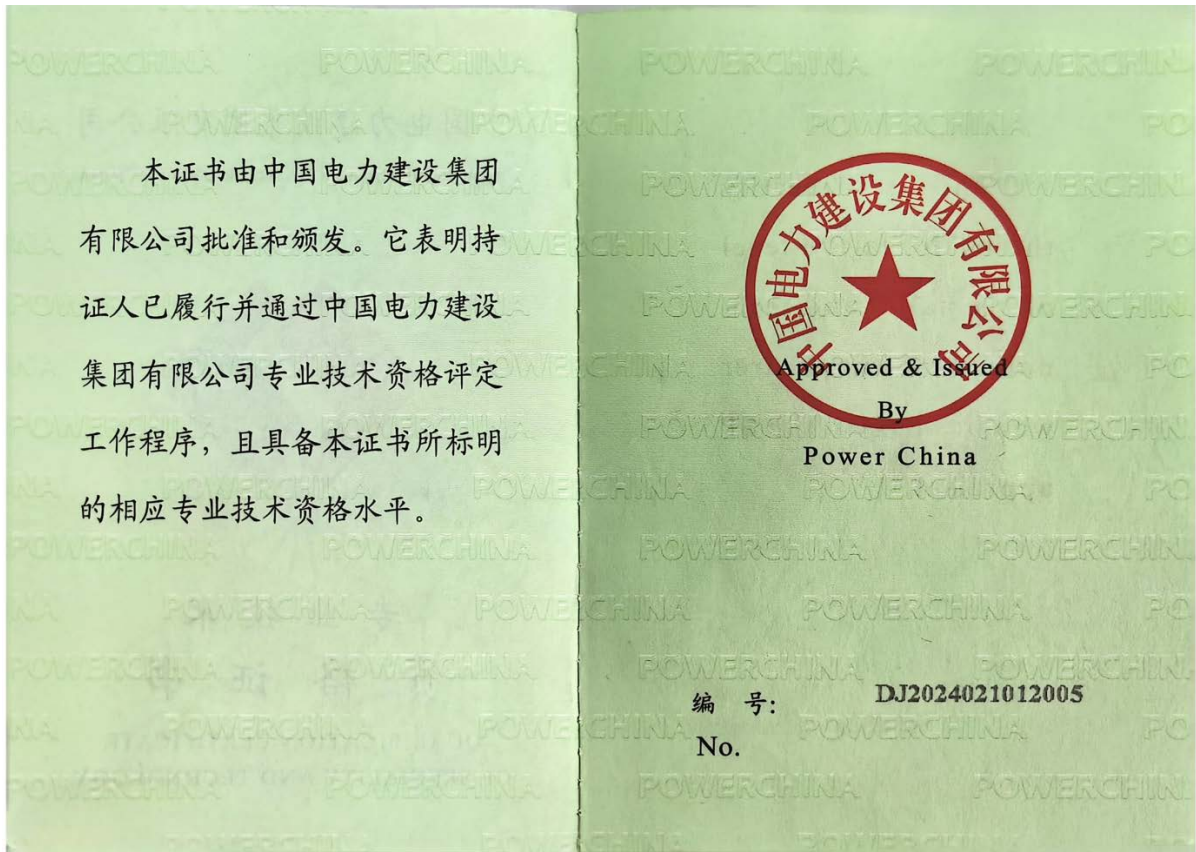 本证书由中国电力建设集团
有限公司批准和颁发。它表明持
证人已履行并通过中国电力建设
集团有限公司专业技术资格评定
工作程序，且具备本证书所标明
的相应专业技术资格水平。
中国电力建设集团有限公司
Approved & Issued
By
Power China
编 号:
DJ2024021012005
No.
POWERCHINA